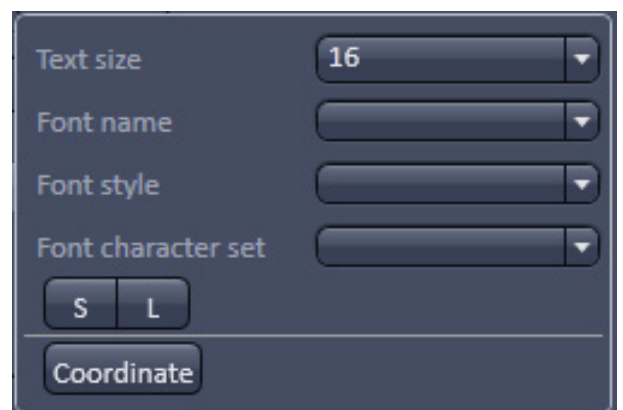 Text size 16
Font name
Font style
Font character set
S L
Coordinate